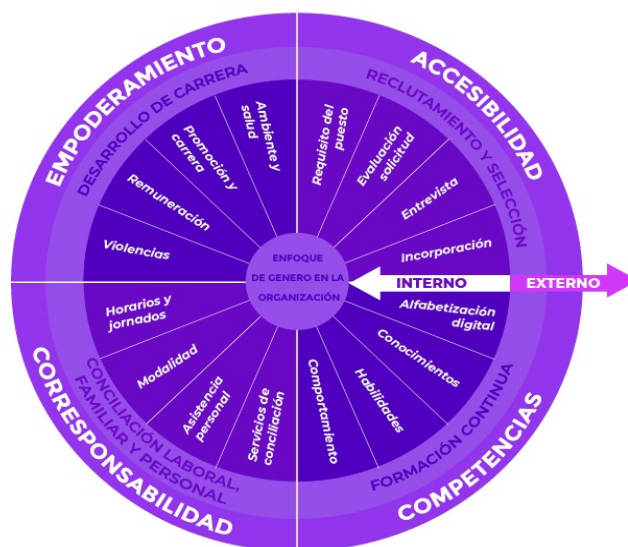 EMPODERAMIENTO
DESARROLLO DE CARRERA
Violencias
Remuneración
Promoción y
carrera
Ambiente y
salud
ACCESIBILIDAD
RECLUTAMIENTO Y SELECCIÓN
Requisito del
puesto
Evaluación
solicitud
Entrevista
Incorporación
ENFOQUE
DE GENERO EN LA
ORGANIZACIÓN
INTERNO
EXTERNO
Alfabetización
digital
Conocimientos
Habilidades
Comportamiento
FORMACIÓN CONTINUA
COMPETENCIAS
Horarios y
jornados
Modalidad
Asistencia
personal
Servicios de
conciliación
CONCILIACIÓN LABORAL,
FAMILIAR Y PERSONAL
CORRESPONSABILIDAD